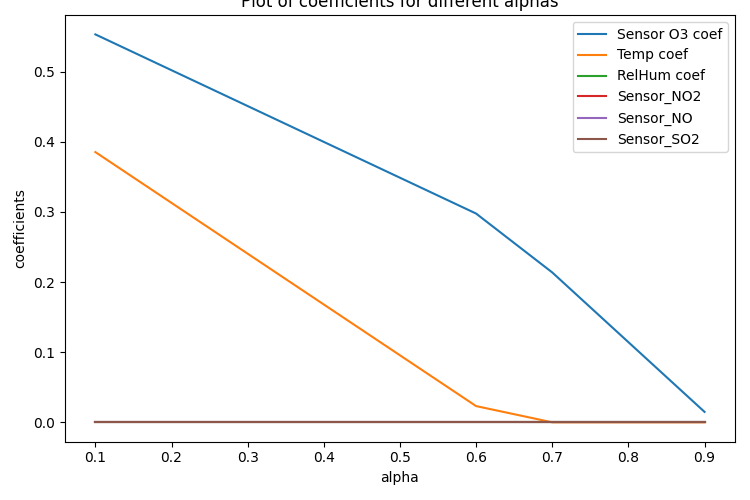 Plot of coefficients for different alphas
Sensor O3 coef
Temp coef
RelHum coef
Sensor_NO2
Sensor_NO
Sensor_SO2
coefficients
0.5
0.4
0.3
0.2
0.1
0.0
0.1 0.2 0.3 0.4 0.5 0.6 0.7 0.8 0.9
alpha